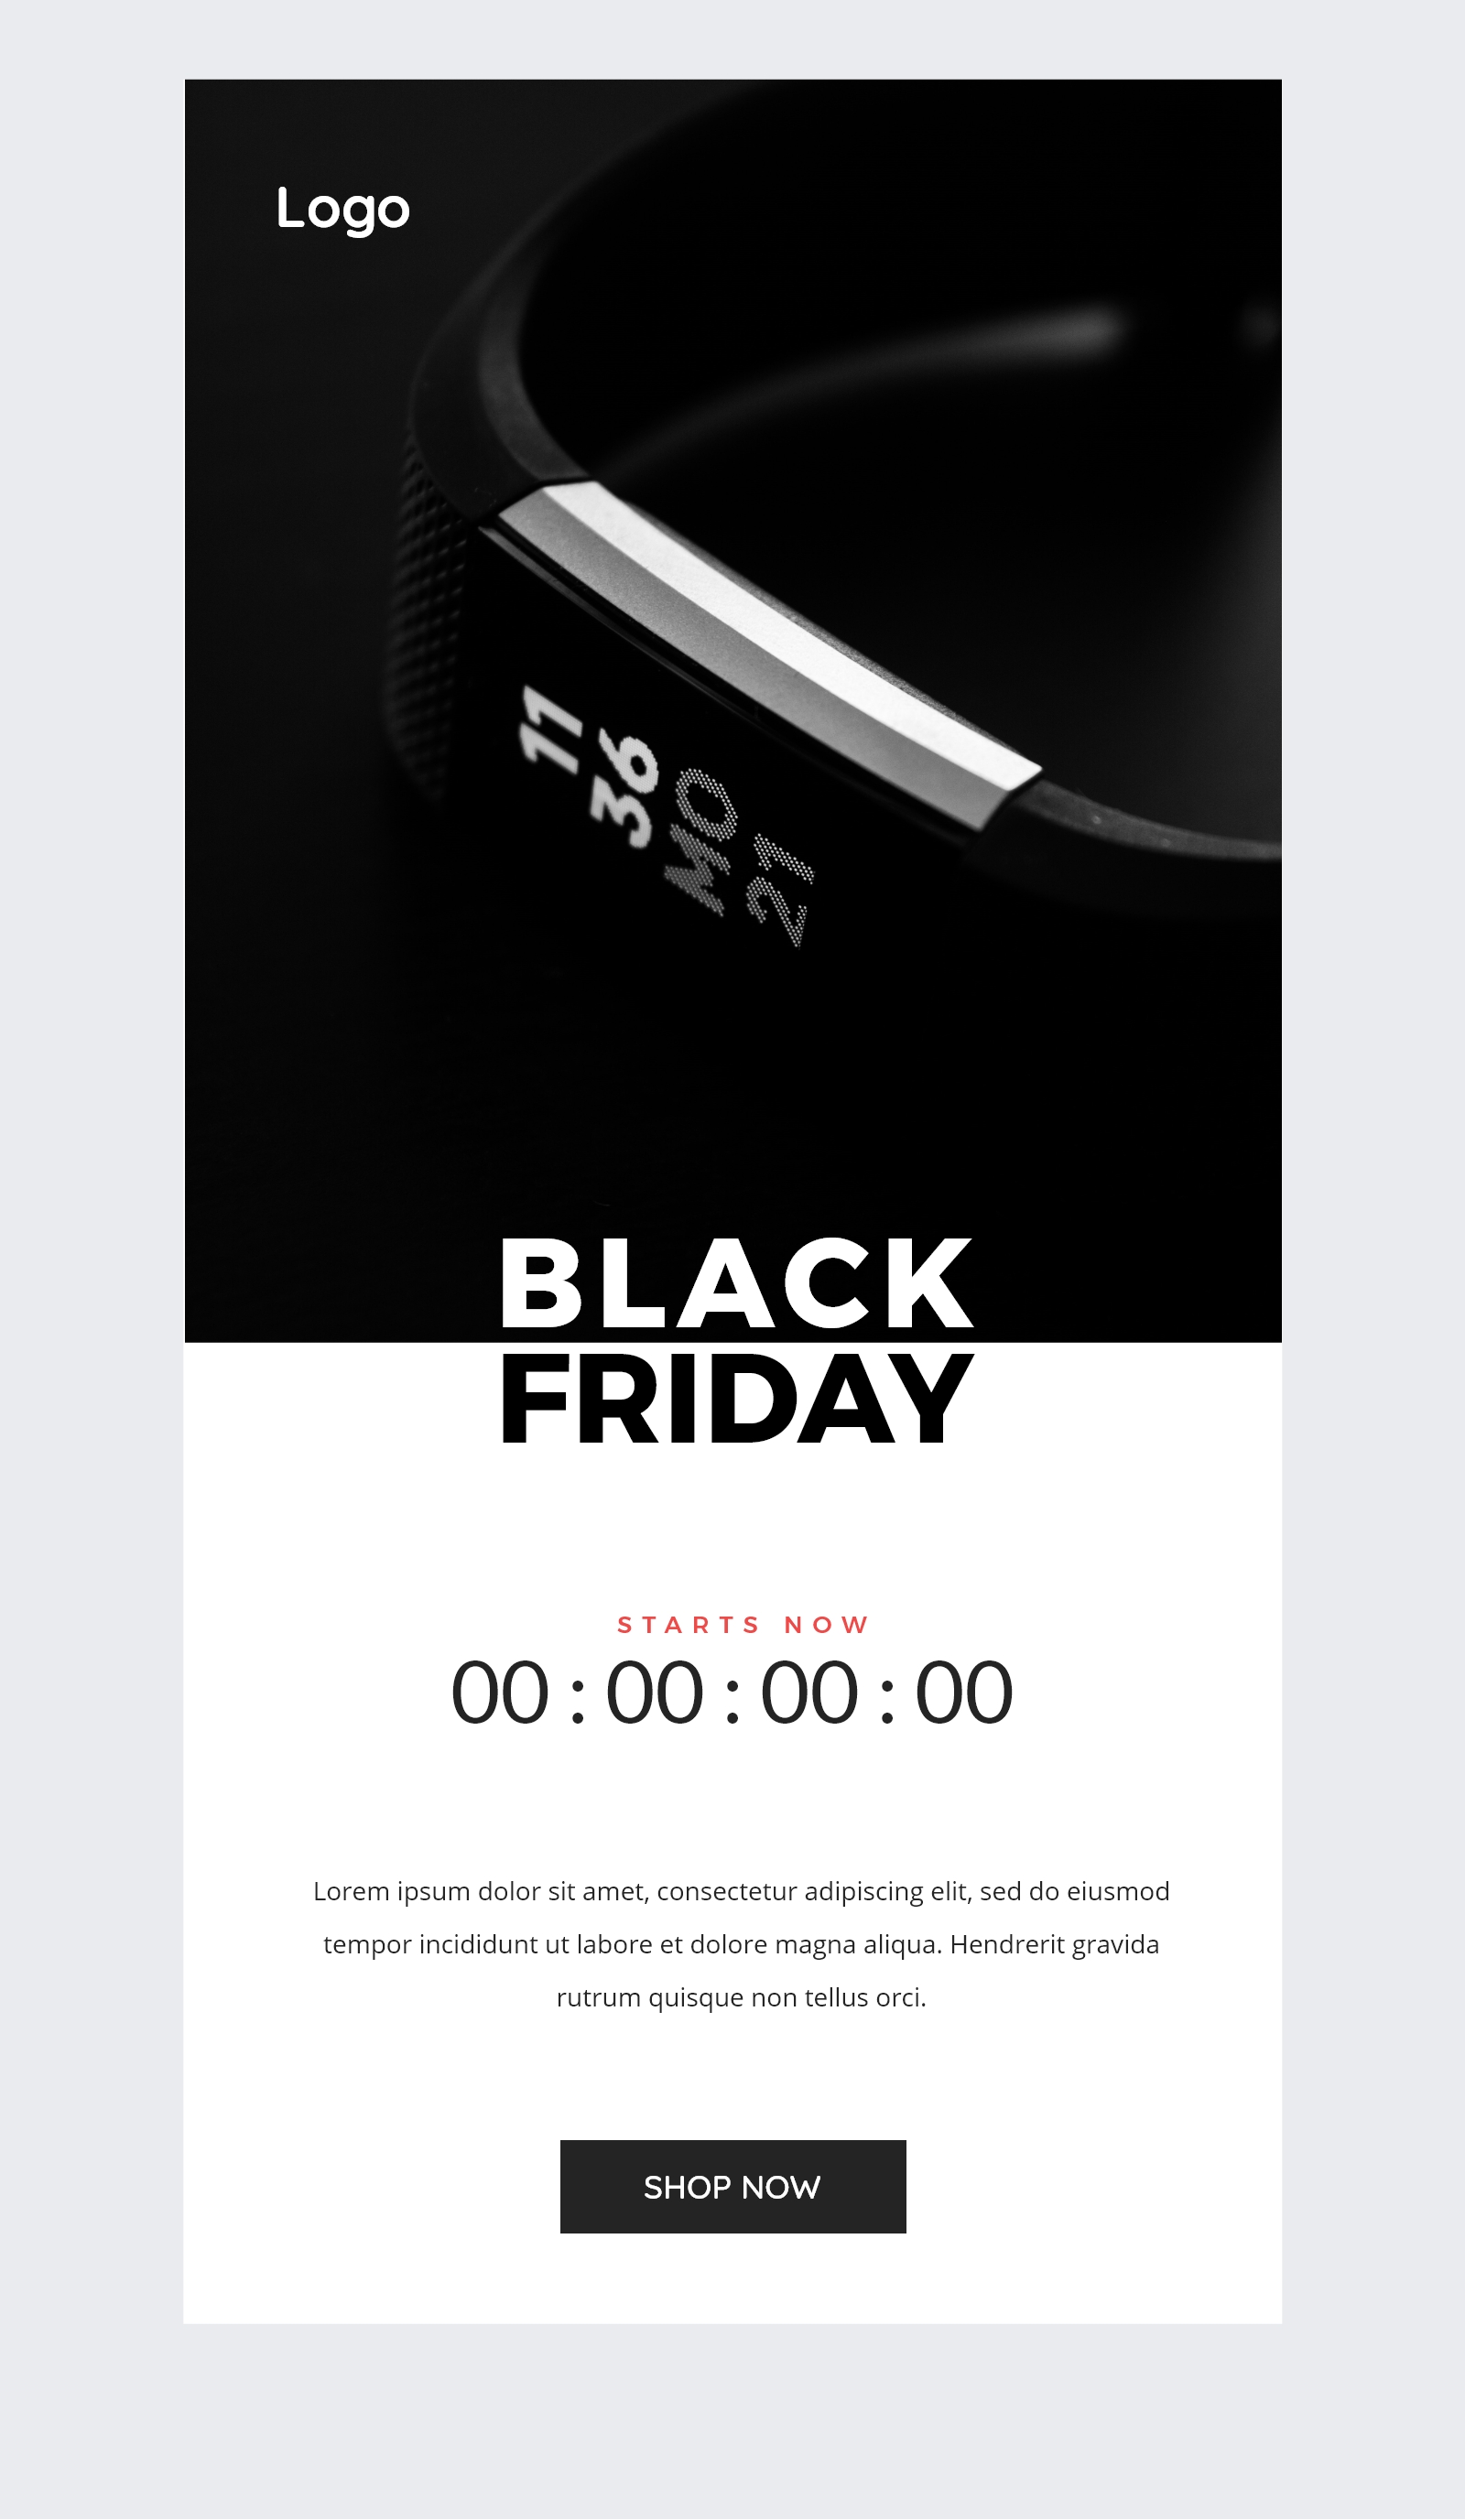 Logo
11
36
MO
21
BLACK
FRIDAY
STARTS NOW
00 : 00 : 00 : 00
Lorem ipsum dolor sit amet, consectetur adipiscing elit, sed do eiusmod
tempor incididunt ut labore et dolore magna aliqua. Hendrerit gravida
rutrum quisque non tellus orci.
SHOP NOW